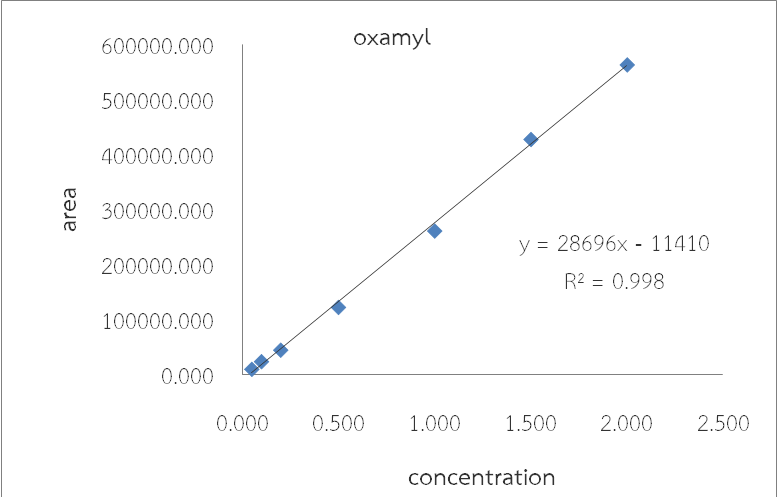 oxamyl
600000.000
500000.000
400000.000
300000.000
200000.000
100000.000
0.000
area
y = 28696x - 11410
R² = 0.998
0.000 0.500 1.000 1.500 2.000 2.500
concentration